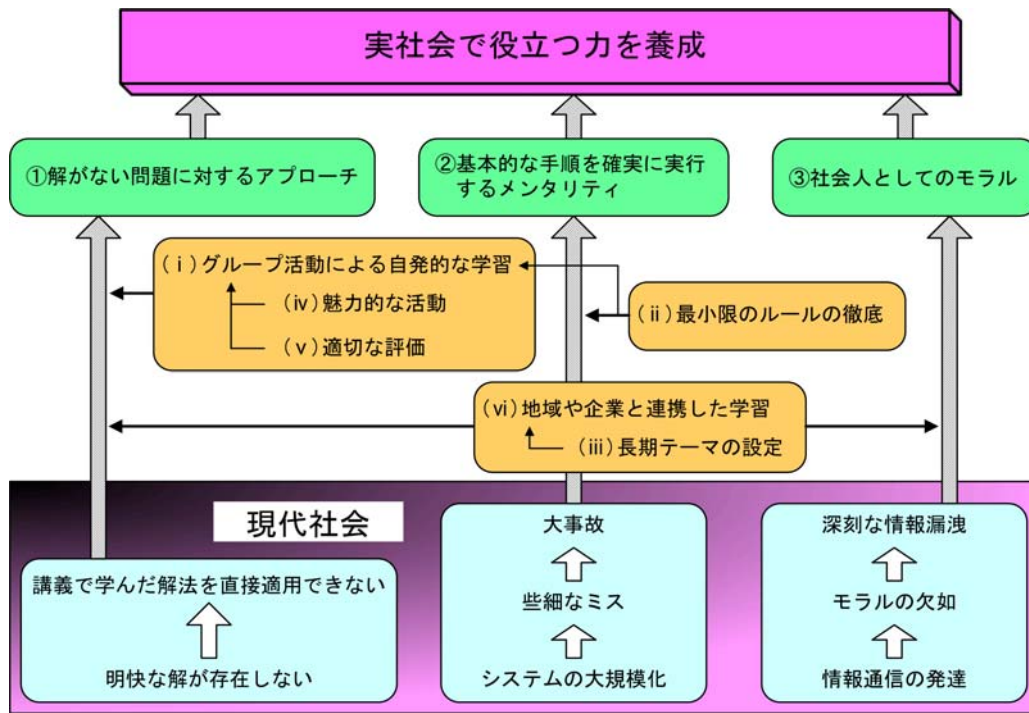 実社会で役立つ力を養成
①解がない問題に対するアプローチ
②基本的な手順を確実に実行
するメンタリティ
③社会人としてのモラル
(ⅰ)グループ活動による自発的な学習
(ⅳ)魅力的な活動
(ⅴ)適切な評価
(ⅱ)最小限のルールの徹底
(ⅵ)地域や企業と連携した学習
(ⅲ)長期テーマの設定
現代社会
講義で学んだ解法を直接適用できない
明快な解が存在しない
大事故
些細なミス
システムの大規模化
深刻な情報漏洩
モラルの欠如
情報通信の発達